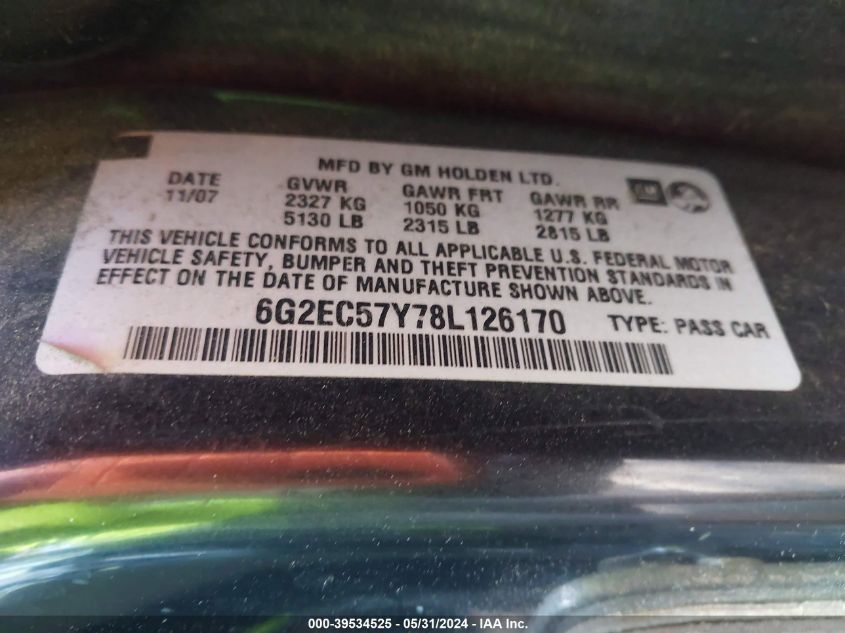 MFD BY GM HOLDEN LTD.
DATE GVWR GAWR FRT GAWR RR GM
11/07 2327 KG 1050 KG 1277 KG
5130 LB 2315 LB 2815 LB
THIS VEHICLE CONFORMS TO ALL APPLICABLE U.S. FEDERAL MOTOR
VEHICLE SAFETY, BUMPER AND THEFT PREVENTION STANDARDS IN
EFFECT ON THE DATE OF MANUFACTURE SHOWN ABOVE.
6G2EC57Y78L126170 TYPE: PASS CAR
000-39534525 - 05/31/2024 - IAA Inc.